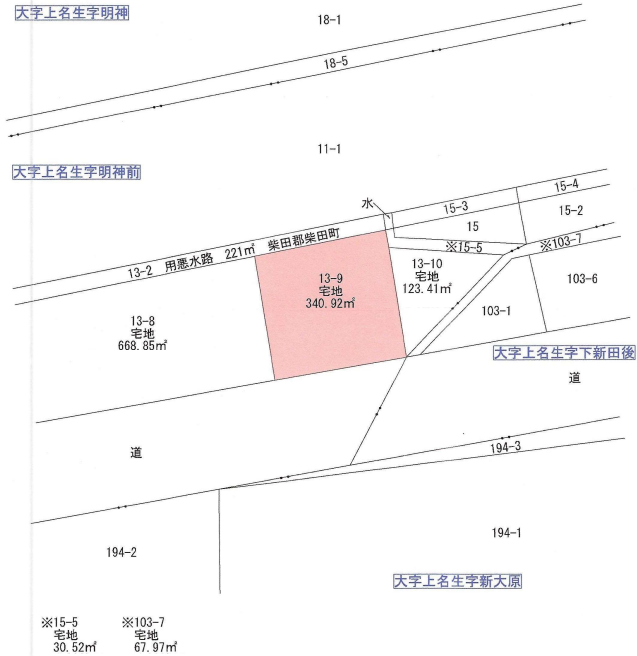 大字上名生字明神
18-1
18-5
11-1
大字上名生字明神前
水
15-3
15-4
15
15-2
※15-5
※103-7
13-2 用悪水路 221㎡ 柴田郡柴田町
13-9
宅地
340.92㎡
13-10
宅地
123.41㎡
103-6
103-1
13-8
宅地
668.85㎡
大字上名生字下新田後
道
道
194-3
194-2
194-1
大字上名生字新大原
※15-5
宅地
30.52㎡
※103-7
宅地
67.97㎡